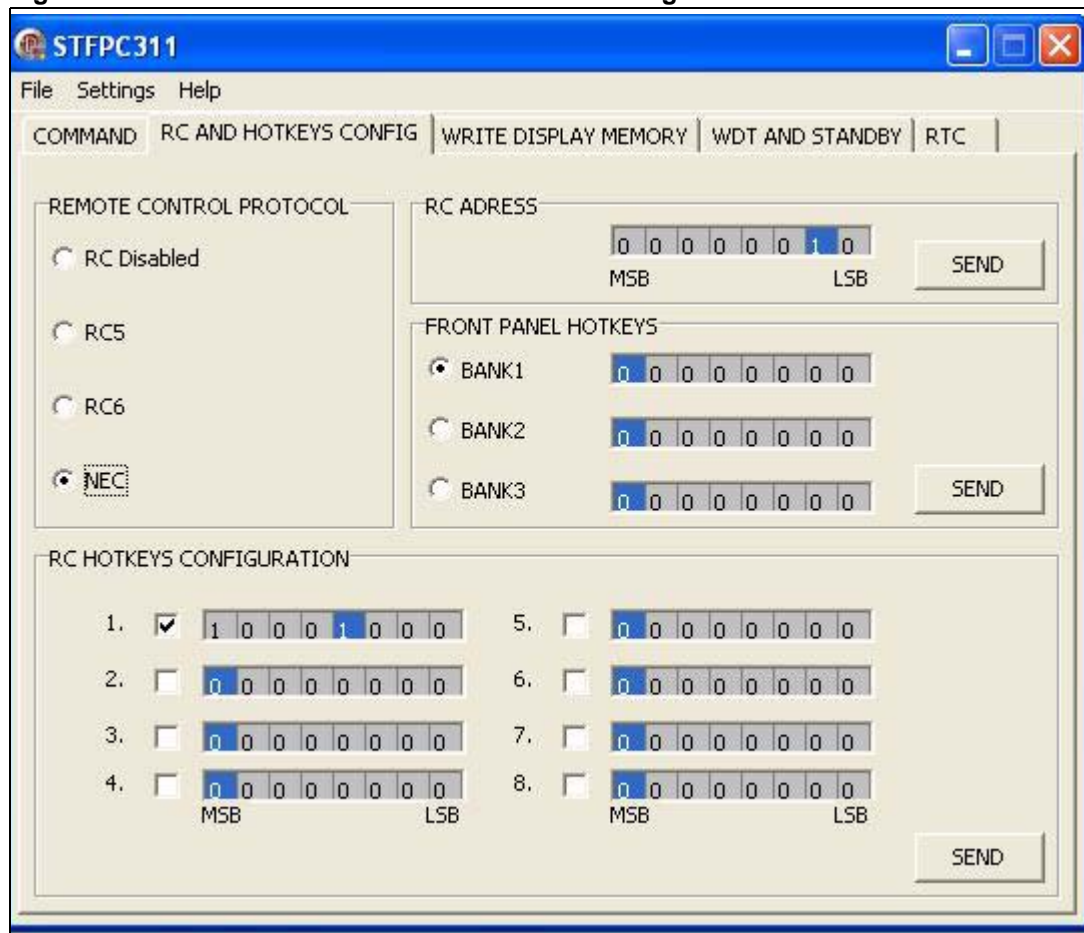 STFPC311
File Settings Help
COMMAND RC AND HOTKEYS CONFIG WRITE DISPLAY MEMORY WDT AND STANDBY RTC
REMOTE CONTROL PROTOCOL
RC Disabled
RC5
RC6
NEC
RC ADRESS
0 0 0 0 0 0 1 0
MSB LSB
SEND
FRONT PANEL HOTKEYS
BANK1 0 0 0 0 0 0 0 0
BANK2 0 0 0 0 0 0 0 0
BANK3 0 0 0 0 0 0 0 0
SEND
RC HOTKEYS CONFIGURATION
1. 1 0 0 0 1 0 0 0 5. 0 0 0 0 0 0 0 0
2. 0 0 0 0 0 0 0 0 6. 0 0 0 0 0 0 0 0
3. 0 0 0 0 0 0 0 0 7. 0 0 0 0 0 0 0 0
4. 0 0 0 0 0 0 0 0 8. 0 0 0 0 0 0 0 0
MSB LSB MSB LSB
SEND